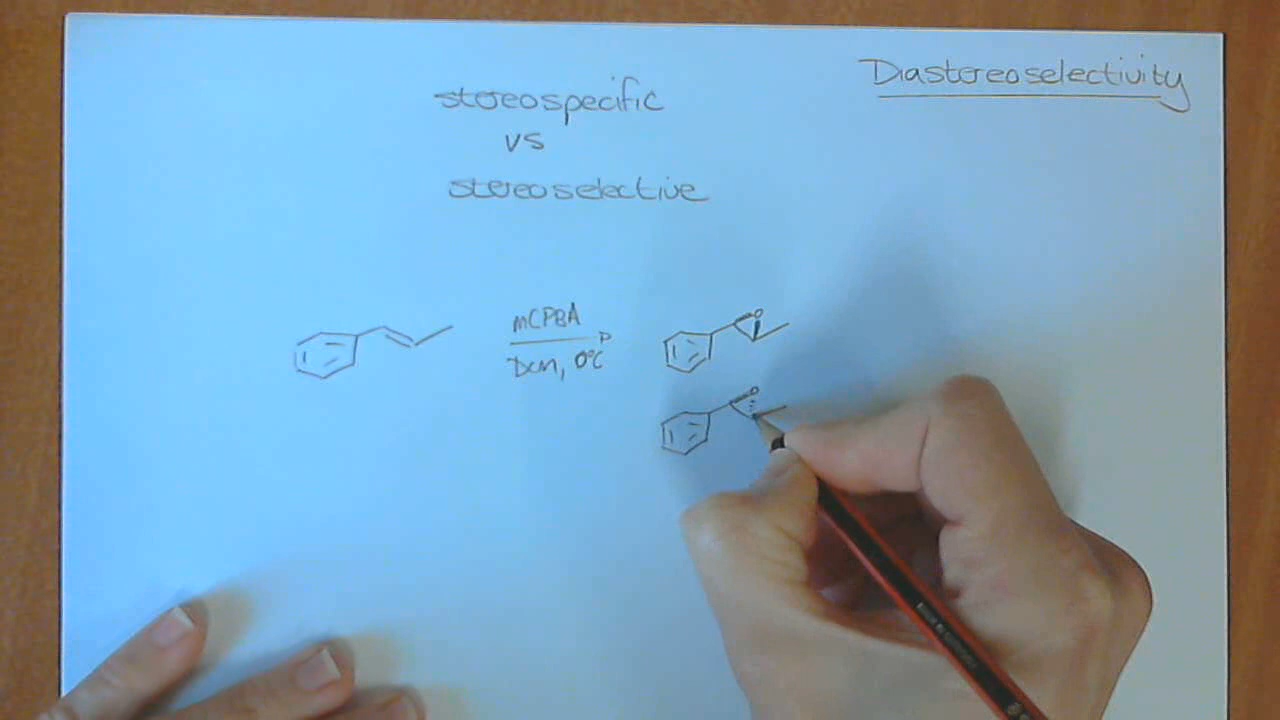 Diastereoselectivity
stereospecific
vs
stereoselective
mCPBA
DCM, 0°C
O
O